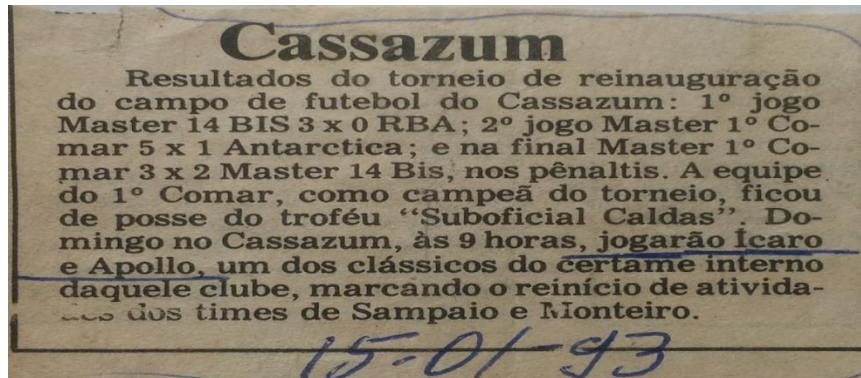 Cassazum
Resultados do torneio de reinauguração
do campo de futebol do Cassazum: 1º jogo
Master 14 BIS 3 x 0 RBA; 2º jogo Master 1º Co-
mar 5 x 1 Antarctica; e na final Master 1º Co-
mar 3 x 2 Master 14 Bis, nos pênaltis. A equipe
do 1º Comar, como campeã do torneio, ficou
de posse do troféu “Suboficial Caldas”. Do-
mingo no Cassazum, às 9 horas, jogarão Ícaro
e Apollo, um dos clássicos do certame interno
daquele clube, marcando o reinício de ativida-
des dos times de Sampaio e Monteiro.
15-01-93